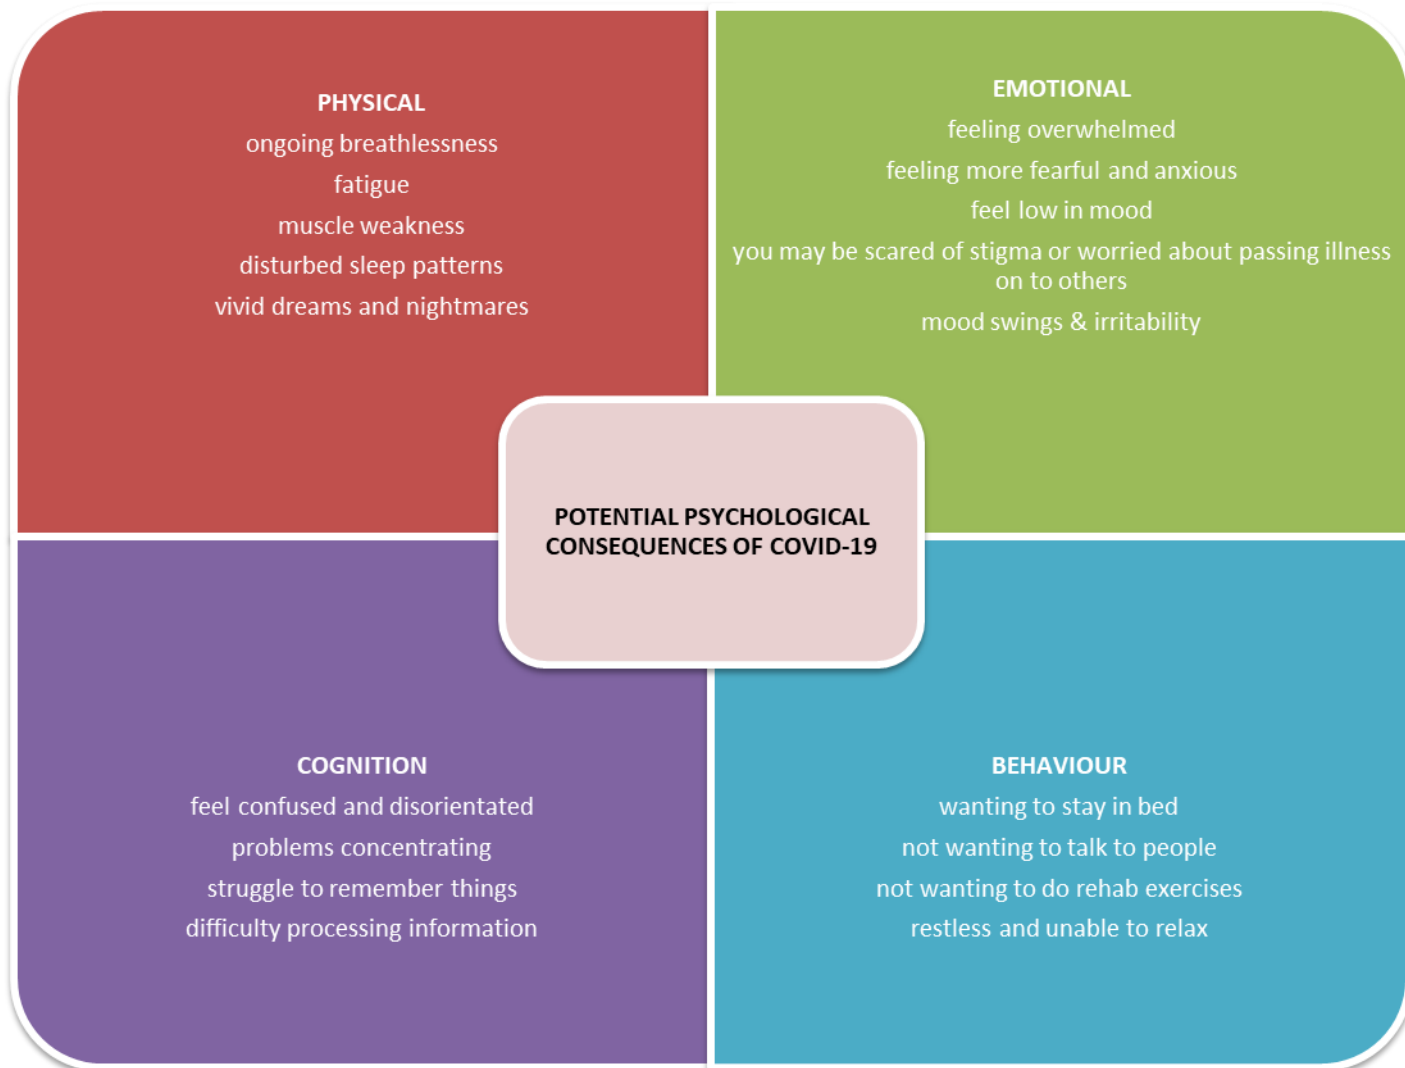 PHYSICAL
ongoing breathlessness
fatigue
muscle weakness
disturbed sleep patterns
vivid dreams and nightmares
EMOTIONAL
feeling overwhelmed
feeling more fearful and anxious
feel low in mood
you may be scared of stigma or worried about passing illness
on to others
mood swings & irritability
POTENTIAL PSYCHOLOGICAL
CONSEQUENCES OF COVID-19
COGNITION
feel confused and disorientated
problems concentrating
struggle to remember things
difficulty processing information
BEHAVIOUR
wanting to stay in bed
not wanting to talk to people
not wanting to do rehab exercises
restless and unable to relax